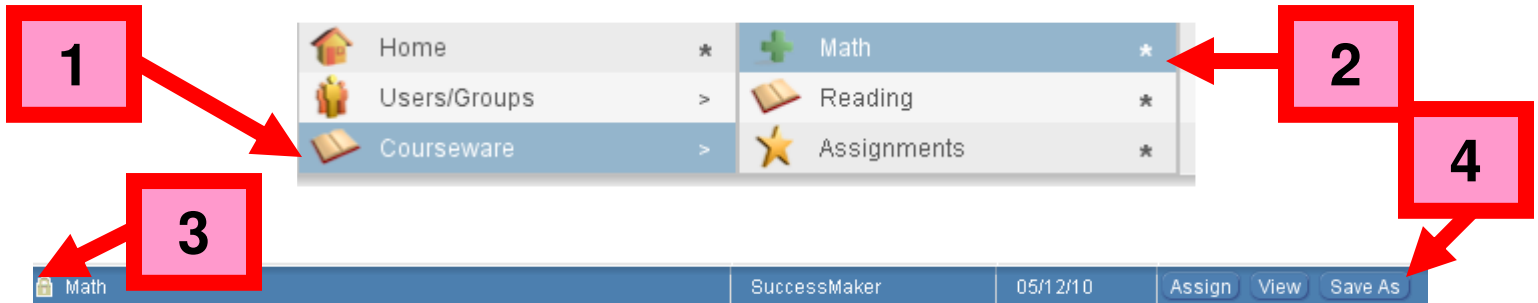 1
2
3
4
Home * Math *
Users/Groups > Reading *
Courseware > Assignments *
Math SuccessMaker 05/12/10 Assign View Save As